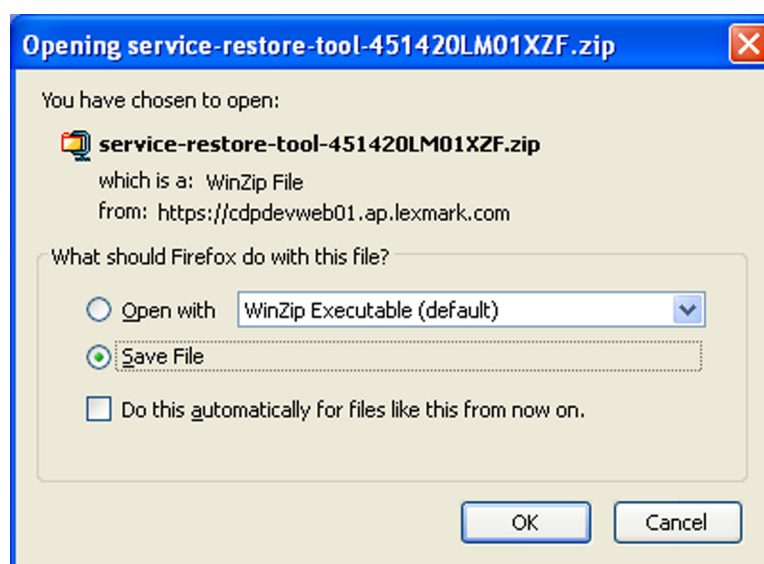 Opening service-restore-tool-451420LM01XZF.zip
You have chosen to open:
service-restore-tool-451420LM01XZF.zip
which is a: WinZip File
from: https://cdpdevweb01.ap.lexmark.com
What should Firefox do with this file?
Open with WinZip Executable (default)
Save File
Do this automatically for files like this from now on.
OK Cancel